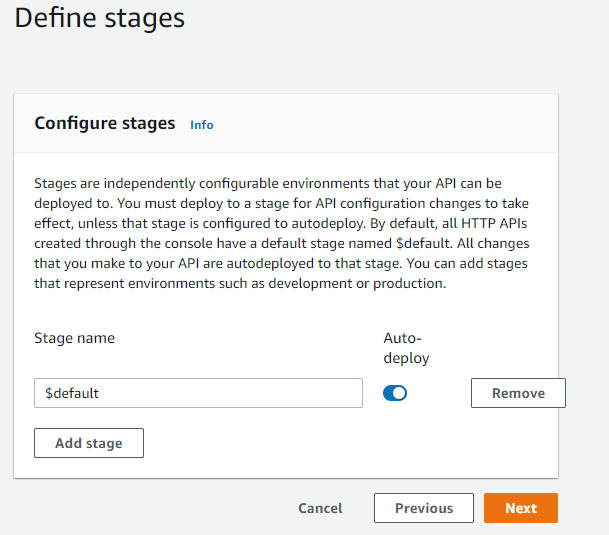 Define stages
Configure stages Info
Stages are independently configurable environments that your API can be
deployed to. You must deploy to a stage for API configuration changes to take
effect, unless that stage is configured to autodeploy. By default, all HTTP APIs
created through the console have a default stage named $default. All changes
that you make to your API are autodeployed to that stage. You can add stages
that represent environments such as development or production.
Stage name
Auto-
deploy
$default
Remove
Add stage
Cancel
Previous
Next